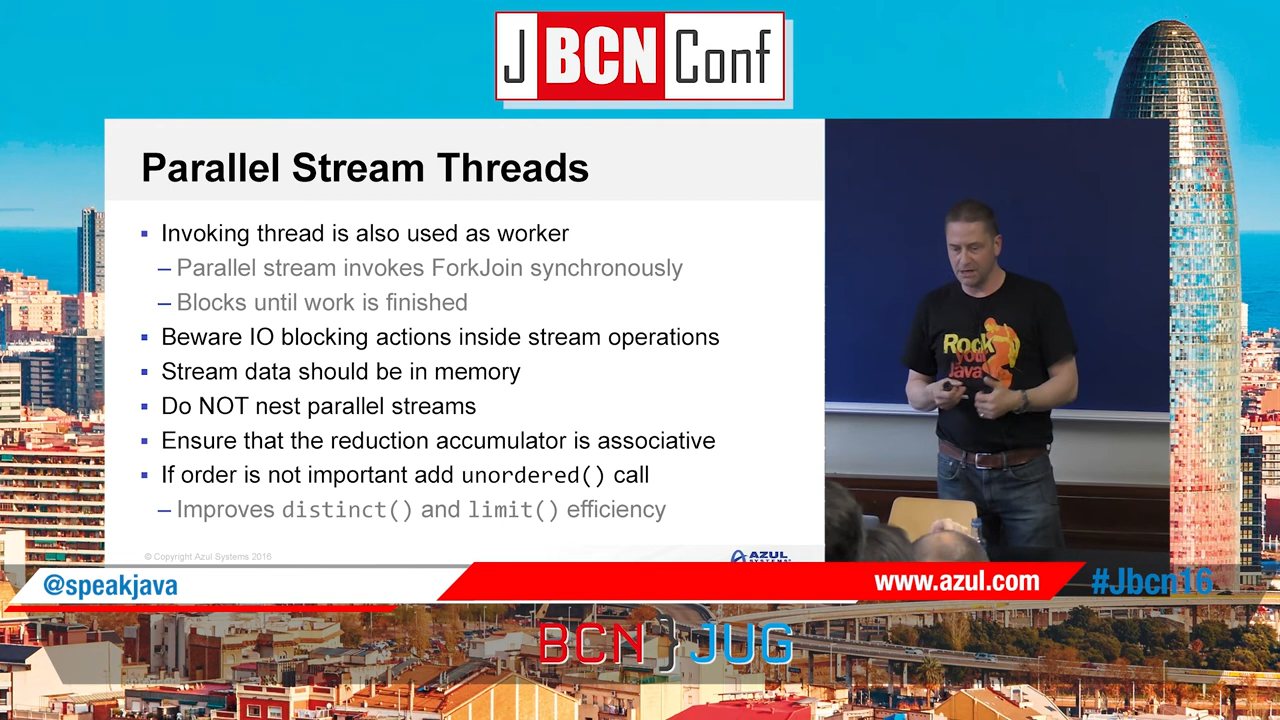 J BCN Conf
Parallel Stream Threads
▪ Invoking thread is also used as worker
– Parallel stream invokes ForkJoin synchronously
– Blocks until work is finished
▪ Beware IO blocking actions inside stream operations
▪ Stream data should be in memory
▪ Do NOT nest parallel streams
▪ Ensure that the reduction accumulator is associative
▪ If order is not important add unordered() call
– Improves distinct() and limit() efficiency
© Copyright Azul Systems 2016
AZUL
SYSTEMS
Rock
you
Java
@speakjava
www.azul.com
#Jbcn16
BCN JUG